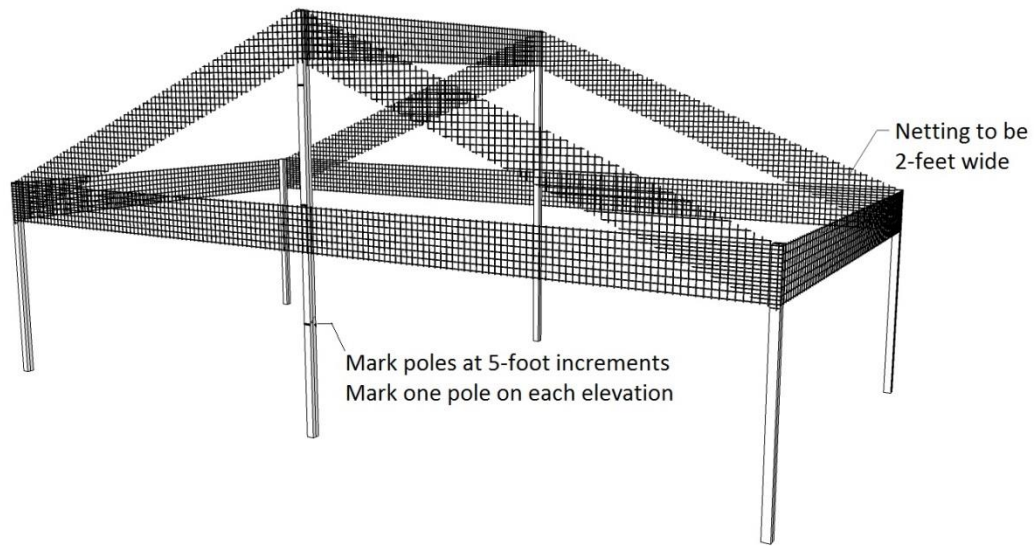 Netting to be
2-feet wide
Mark poles at 5-foot increments
Mark one pole on each elevation